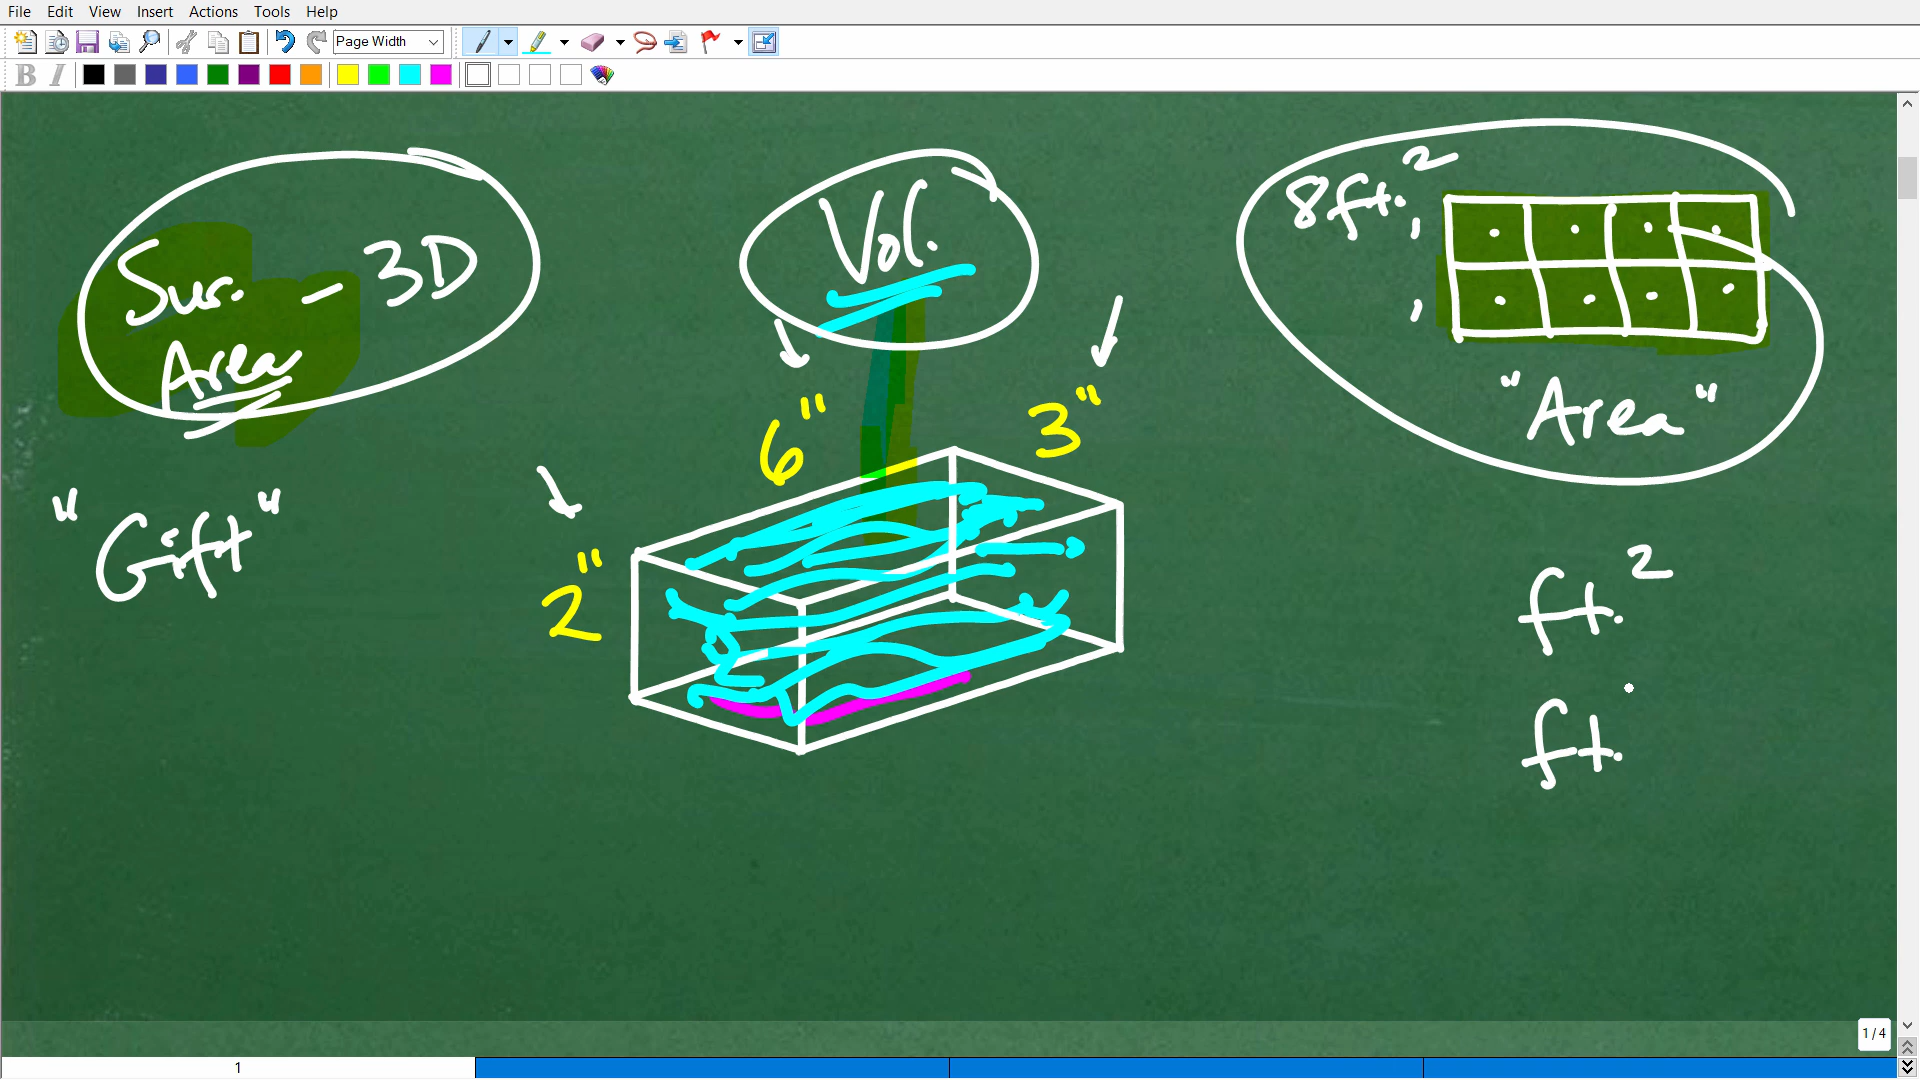 File Edit View Insert Actions Tools Help
Page Width
B I
Sur. - 3D
Area
"Gift"
Vol.
6"
3"
2"
8ft.²
"Area"
ft.²
ft.
1/4
1